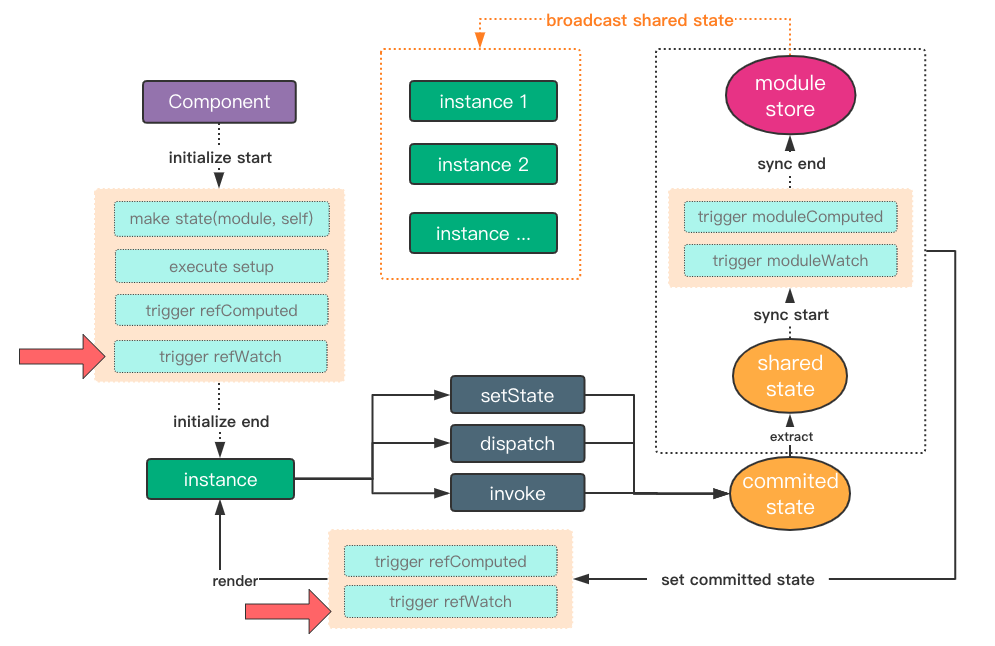 broadcast shared state
Component
initialize start
make state(module, self)
execute setup
trigger refComputed
trigger refWatch
initialize end
instance
instance 1
instance 2
instance ...
module
store
sync end
trigger moduleComputed
trigger moduleWatch
sync start
shared
state
extract
commited
state
setState
dispatch
invoke
set committed state
trigger refComputed
trigger refWatch
render